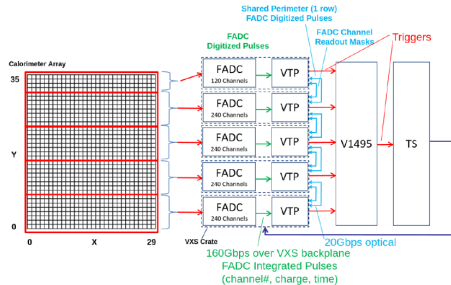 Shared Perimeter (1 row)
FADC Digitized Pulses
FADC
Digitized Pulses
FADC Channel
Readout Masks
Triggers
Calorimeter Array
35
Y
0
0 X 29
FADC
120 Channels
VTP
FADC
240 Channels
VTP
FADC
240 Channels
VTP
FADC
240 Channels
VTP
FADC
240 Channels
VTP
V1495
TS
VXS Crate
20Gbps optical
160Gbps over VXS backplane
FADC Integrated Pulses
(channel#, charge, time)